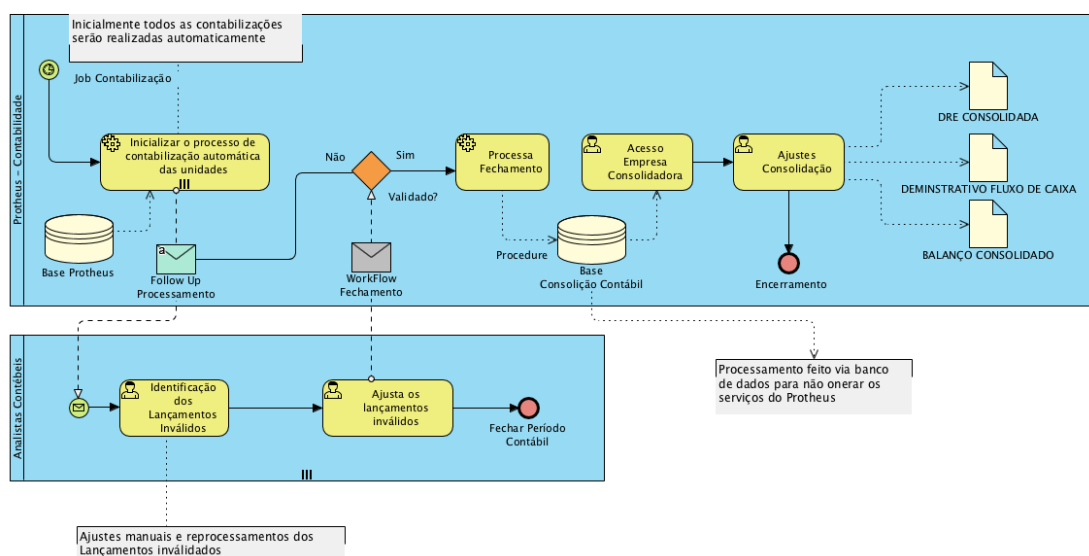 Inicialmente todos as contabilizações
serão realizadas automaticamente
Protheus - Contabilidade
Job Contabilização
Inicializar o processo de
contabilização automática
das unidades
Base Protheus
a
Follow Up
Processamento
Não
Sim
Validado?
WorkFlow
Fechamento
Processa
Fechamento
Procedure
Base
Consolição Contábil
Acesso
Empresa
Consolidadora
Ajustes
Consolidação
Encerramento
DRE CONSOLIDADA
DEMINSTRATIVO FLUXO DE CAIXA
BALANÇO CONSOLIDADO
Processamento feito via banco
de dados para não onerar os
serviços do Protheus
Analistas Contébeis
Identificação
dos
Lançamentos
Inválidos
Ajusta os
lançamentos
inválidos
Fechar Período
Contábil
Ajustes manuais e reprocessamentos dos
Lançamentos inválidados